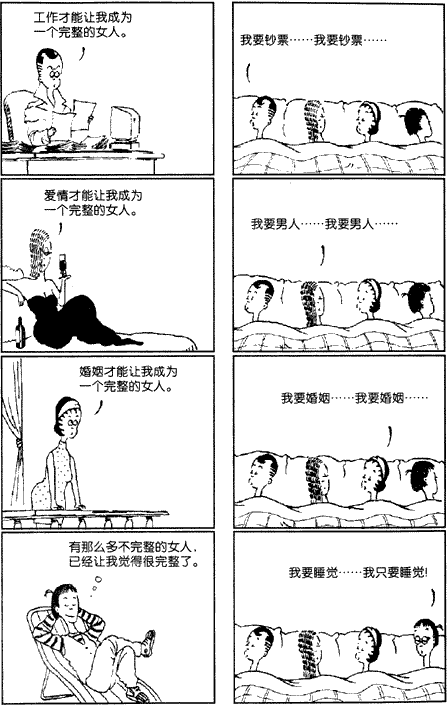 工作才能让我成为
一个完整的女人。
爱情才能让我成为
一个完整的女人。
婚姻才能让我成为
一个完整的女人。
有那么多不完整的女人，
已经让我觉得很完整了。
我要钞票……我要钞票……
我要男人……我要男人……
我要婚姻……我要婚姻……
我要睡觉……我只要睡觉!